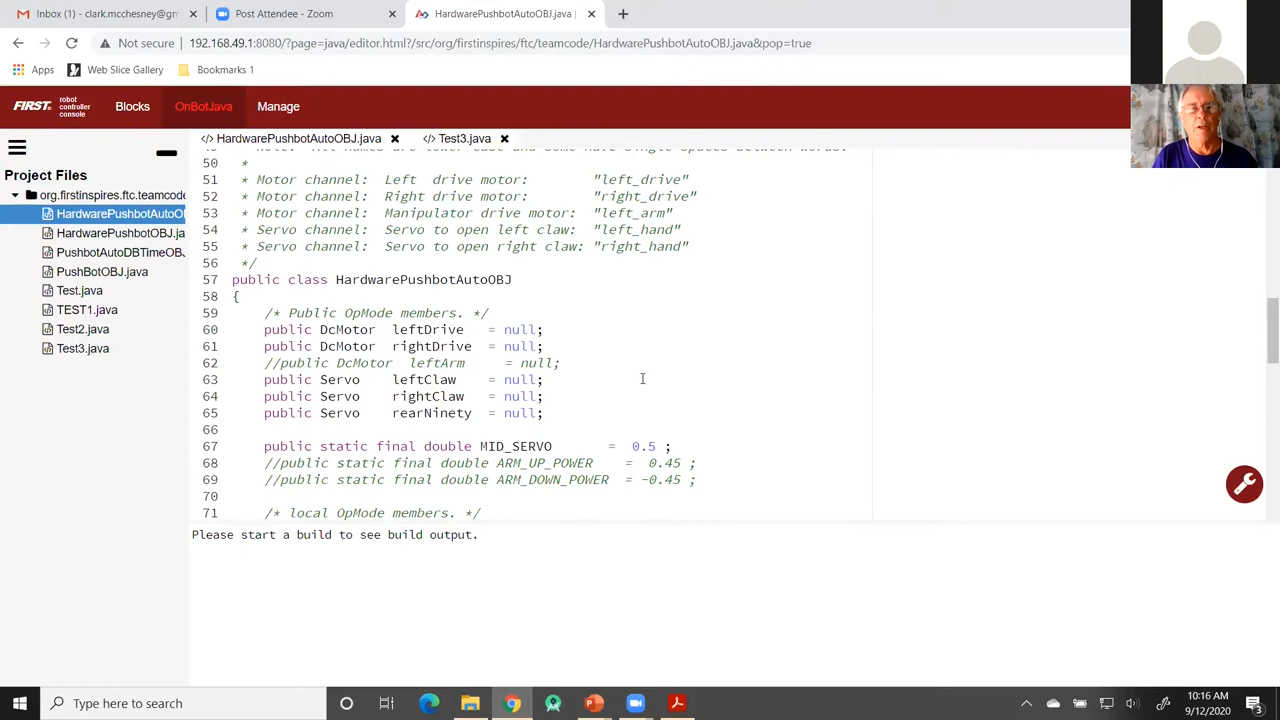 Inbox (1) - clark.mcchesney@gm
Post Attendee - Zoom
HardwarePushbotAutoOBJ.java |
Not secure | 192.168.49.1:8080/?page=java/editor.html?/src/org/firstinspires/ftc/teamcode/HardwarePushbotAutoOBJ.java&pop=true
Apps
Web Slice Gallery
Bookmarks 1
FIRST. robot controller console
Blocks
OnBotJava
Manage
HardwarePushbotAutoOBJ.java
Test3.java
Project Files
org.firstinspires.ftc.teamcode
HardwarePushbotAutoOI
HardwarePushbotOBJ.ja
PushbotAutoDBTimeOB.
PushBotOBJ.java
Test.java
TEST1.java
Test2.java
Test3.java
50 *
51 * Motor channel: Left drive motor: "left_drive"
52 * Motor channel: Right drive motor: "right_drive"
53 * Motor channel: Manipulator drive motor: "left_arm"
54 * Servo channel: Servo to open left claw: "left_hand"
55 * Servo channel: Servo to open right claw: "right_hand"
56 */
57 public class HardwarePushbotAutoOBJ
58 {
59 /* Public OpMode members. */
60 public DcMotor leftDrive = null;
61 public DcMotor rightDrive = null;
62 //public DcMotor leftArm = null;
63 public Servo leftClaw = null;
64 public Servo rightClaw = null;
65 public Servo rearNinety = null;
66
67 public static final double MID_SERVO = 0.5 ;
68 //public static final double ARM_UP_POWER = 0.45 ;
69 //public static final double ARM_DOWN_POWER = -0.45 ;
70
71 /* local OpMode members. */
Please start a build to see build output.
Type here to search
10:16 AM
9/12/2020
3